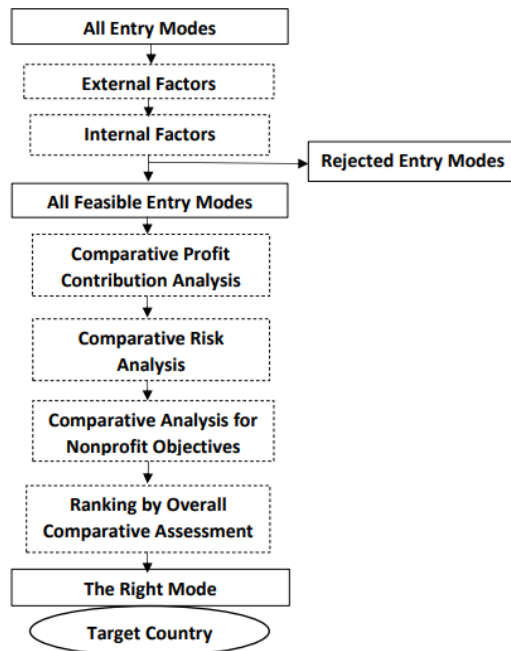 All Entry Modes
External Factors
Internal Factors
Rejected Entry Modes
All Feasible Entry Modes
Comparative Profit
Contribution Analysis
Comparative Risk
Analysis
Comparative Analysis for
Nonprofit Objectives
Ranking by Overall
Comparative Assessment
The Right Mode
Target Country